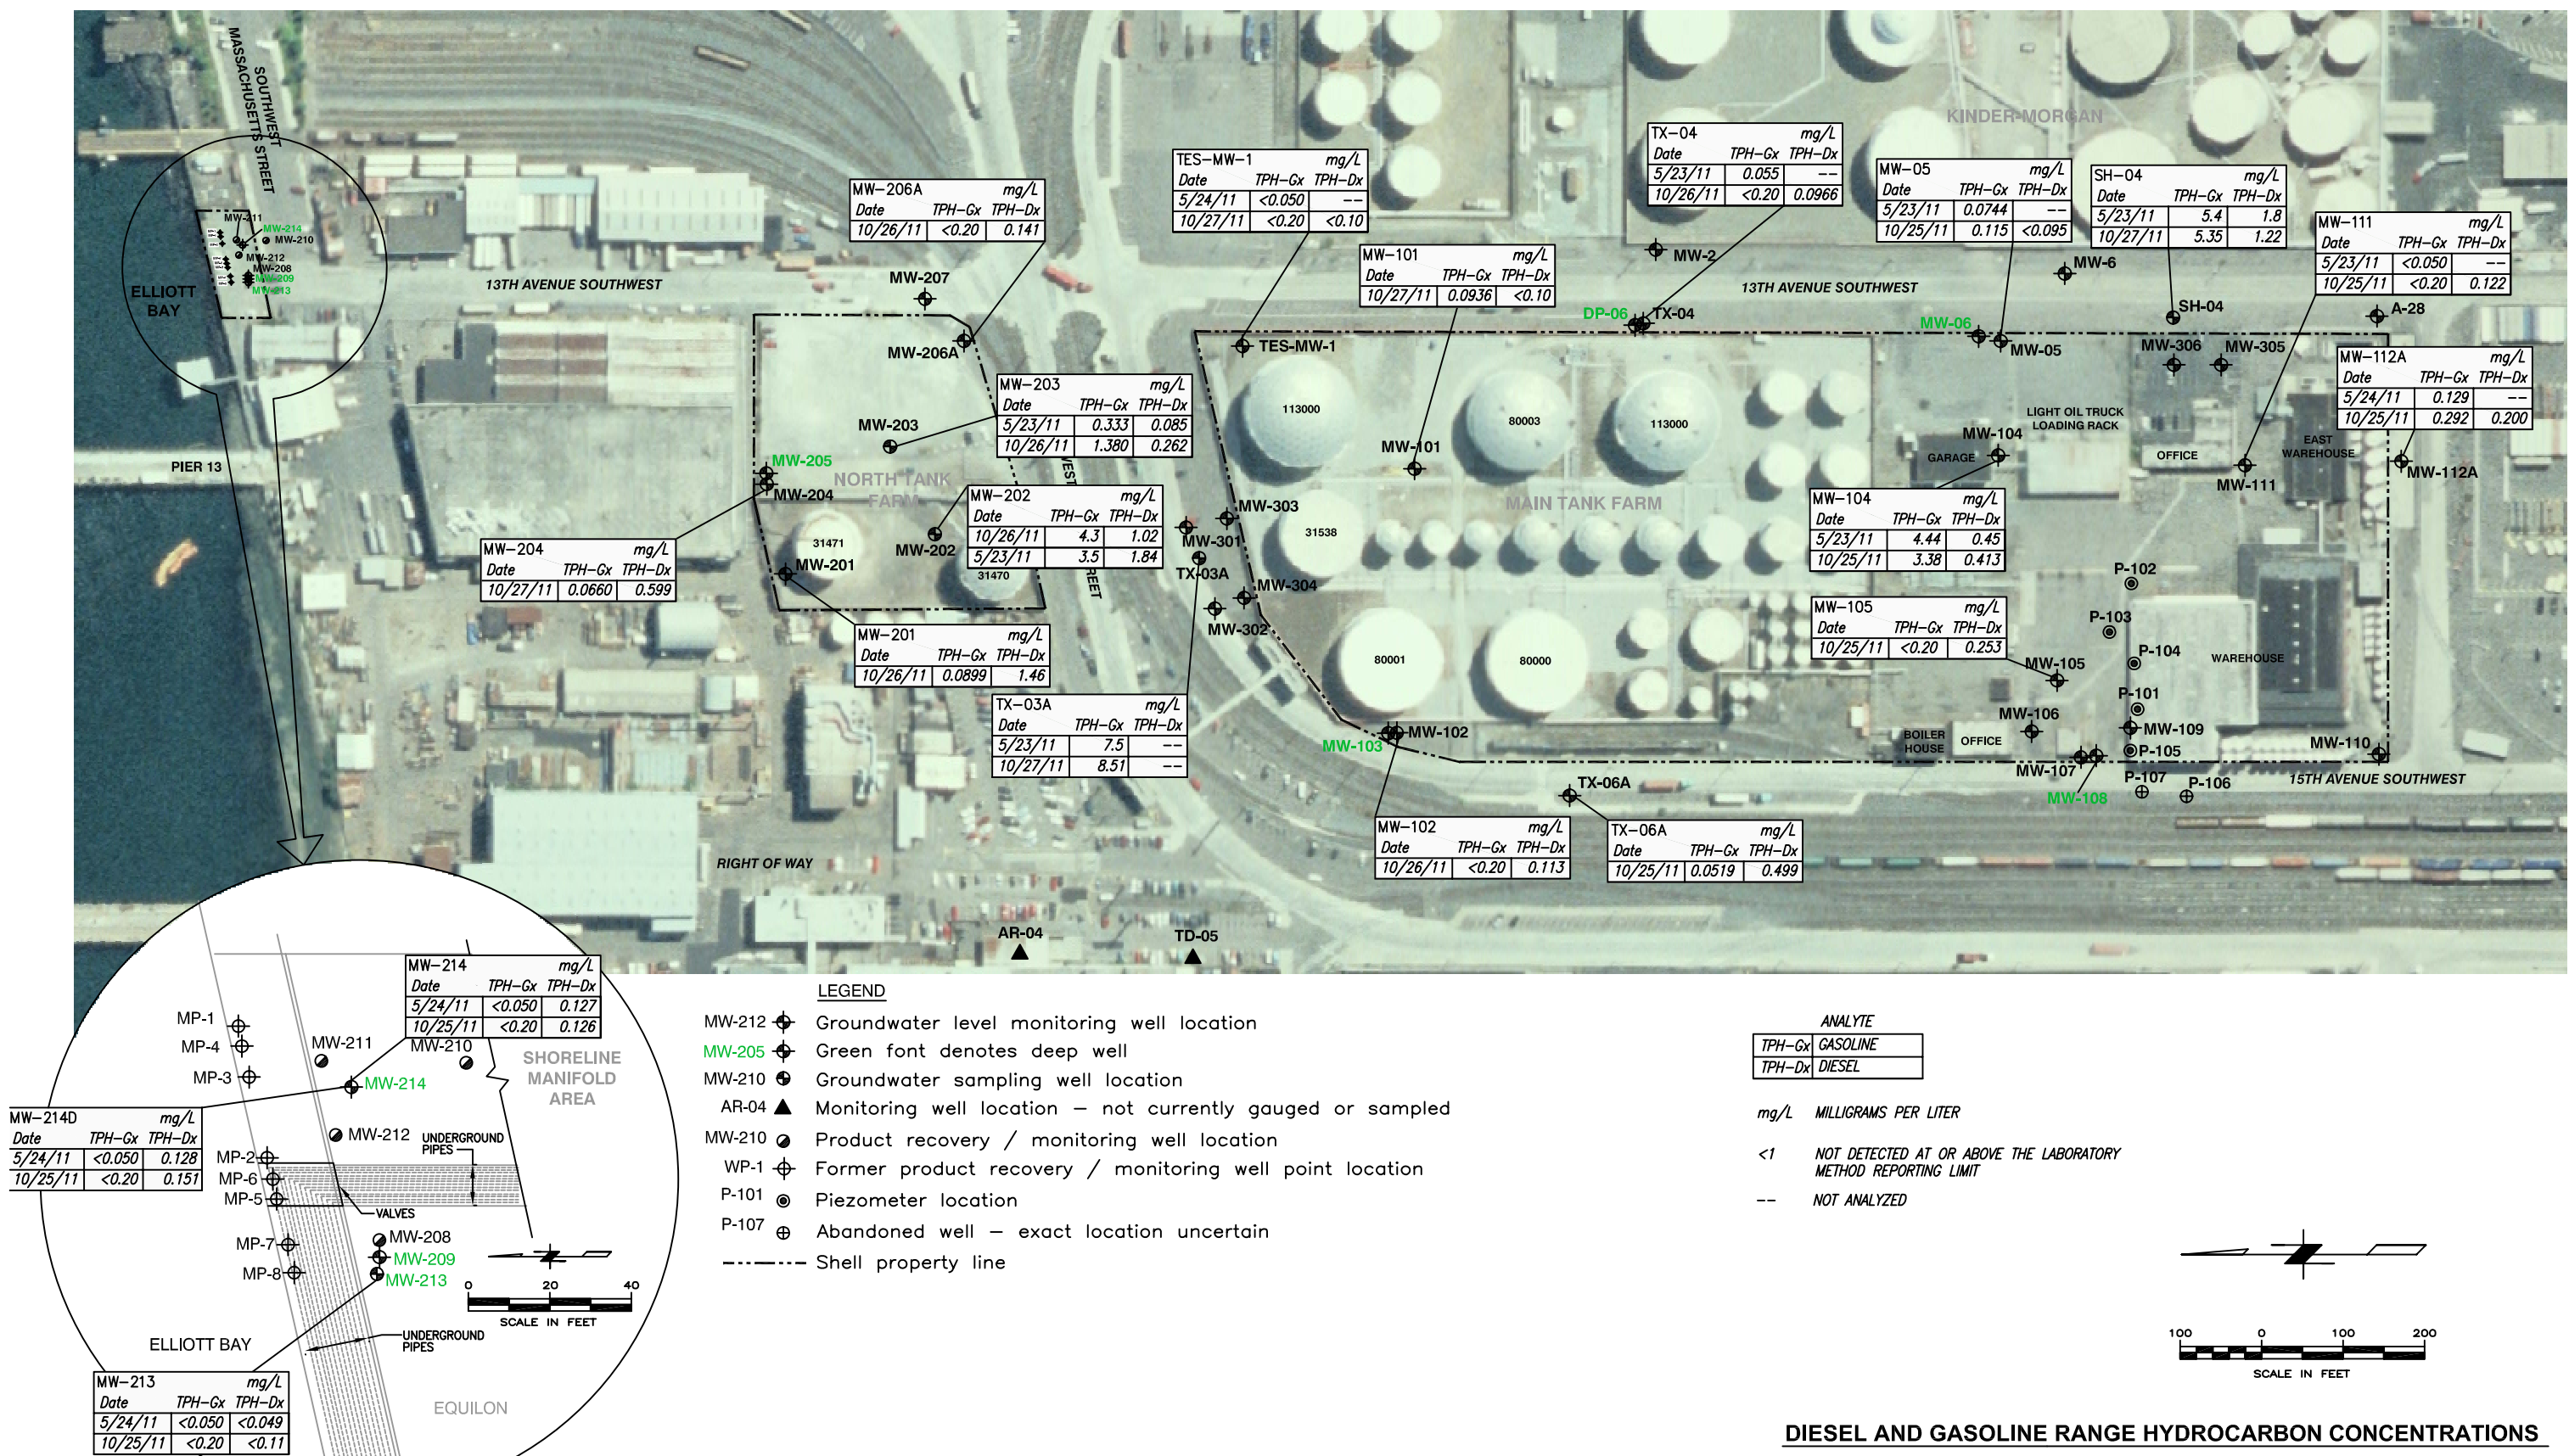 SOUTHWEST
MASSACHUSETTS STREET
KINDER-MORGAN
MW-211
MW-214
MW-210
MW-212
MW-208
MW-209
MW-213
ELLIOTT
BAY
PIER 13
13TH AVENUE SOUTHWEST
13TH AVENUE SOUTHWEST
MW-206A mg/L
Date TPH-Gx TPH-Dx
10/26/11 <0.20 0.141
TES-MW-1 mg/L
Date TPH-Gx TPH-Dx
5/24/11 <0.050 --
10/27/11 <0.20 <0.10
TX-04 mg/L
Date TPH-Gx TPH-Dx
5/23/11 0.055 --
10/26/11 <0.20 0.0966
MW-05 mg/L
Date TPH-Gx TPH-Dx
5/23/11 0.0744 --
10/25/11 0.115 <0.095
SH-04 mg/L
Date TPH-Gx TPH-Dx
5/23/11 5.4 1.8
10/27/11 5.35 1.22
MW-111 mg/L
Date TPH-Gx TPH-Dx
5/23/11 <0.050 --
10/25/11 <0.20 0.122
MW-101 mg/L
Date TPH-Gx TPH-Dx
10/27/11 0.0936 <0.10
MW-112A mg/L
Date TPH-Gx TPH-Dx
5/24/11 0.129 --
10/25/11 0.292 0.200
MW-203 mg/L
Date TPH-Gx TPH-Dx
5/23/11 0.333 0.085
10/26/11 1.380 0.262
MW-202 mg/L
Date TPH-Gx TPH-Dx
10/26/11 4.3 1.02
5/23/11 3.5 1.84
MW-204 mg/L
Date TPH-Gx TPH-Dx
10/27/11 0.0660 0.599
MW-201 mg/L
Date TPH-Gx TPH-Dx
10/26/11 0.0899 1.46
TX-03A mg/L
Date TPH-Gx TPH-Dx
5/23/11 7.5 --
10/27/11 8.51 --
MW-104 mg/L
Date TPH-Gx TPH-Dx
5/23/11 4.44 0.45
10/25/11 3.38 0.413
MW-105 mg/L
Date TPH-Gx TPH-Dx
10/25/11 <0.20 0.253
MW-102 mg/L
Date TPH-Gx TPH-Dx
10/26/11 <0.20 0.113
TX-06A mg/L
Date TPH-Gx TPH-Dx
10/25/11 0.0519 0.499
MW-207
MW-206A
MW-203
MW-205
MW-204
NORTH TANK
FARM
MW-202
MW-201
31471
31470
TES-MW-1
MW-101
MW-303
MW-301
TX-03A
MW-304
MW-302
MW-2
DP-06
TX-04
MW-06
MW-05
MW-6
SH-04
A-28
MW-306
MW-305
113000
80003
113000
31538
MAIN TANK FARM
80001
80000
LIGHT OIL TRUCK
LOADING RACK
MW-104
GARAGE
OFFICE
EAST
WAREHOUSE
MW-111
MW-112A
P-102
P-103
P-104
WAREHOUSE
MW-105
P-101
MW-106
MW-109
BOILER
HOUSE
OFFICE
P-105
MW-110
MW-107
MW-108
P-107
P-106
15TH AVENUE SOUTHWEST
MW-103
MW-102
TX-06A
RIGHT OF WAY
AR-04
TD-05
MW-214 mg/L
Date TPH-Gx TPH-Dx
5/24/11 <0.050 0.127
10/25/11 <0.20 0.126
MP-1
MP-4
MP-3
MW-211
MW-210
MW-214
SHORELINE
MANIFOLD
AREA
MW-214D mg/L
Date TPH-Gx TPH-Dx
5/24/11 <0.050 0.128
10/25/11 <0.20 0.151
MW-212
UNDERGROUND
PIPES
MP-2
MP-6
MP-5
VALVES
MP-7
MP-8
MW-208
MW-209
MW-213
0 20 40
SCALE IN FEET
UNDERGROUND
PIPES
ELLIOTT BAY
EQUILON
MW-213 mg/L
Date TPH-Gx TPH-Dx
5/24/11 <0.050 <0.049
10/25/11 <0.20 <0.11
LEGEND
MW-212 Groundwater level monitoring well location
MW-205 Green font denotes deep well
MW-210 Groundwater sampling well location
AR-04 Monitoring well location – not currently gauged or sampled
MW-210 Product recovery / monitoring well location
WP-1 Former product recovery / monitoring well point location
P-101 Piezometer location
P-107 Abandoned well – exact location uncertain
Shell property line
ANALYTE
TPH-Gx GASOLINE
TPH-Dx DIESEL
mg/L MILLIGRAMS PER LITER
<1 NOT DETECTED AT OR ABOVE THE LABORATORY
METHOD REPORTING LIMIT
-- NOT ANALYZED
100 0 100 200
SCALE IN FEET
DIESEL AND GASOLINE RANGE HYDROCARBON CONCENTRATIONS